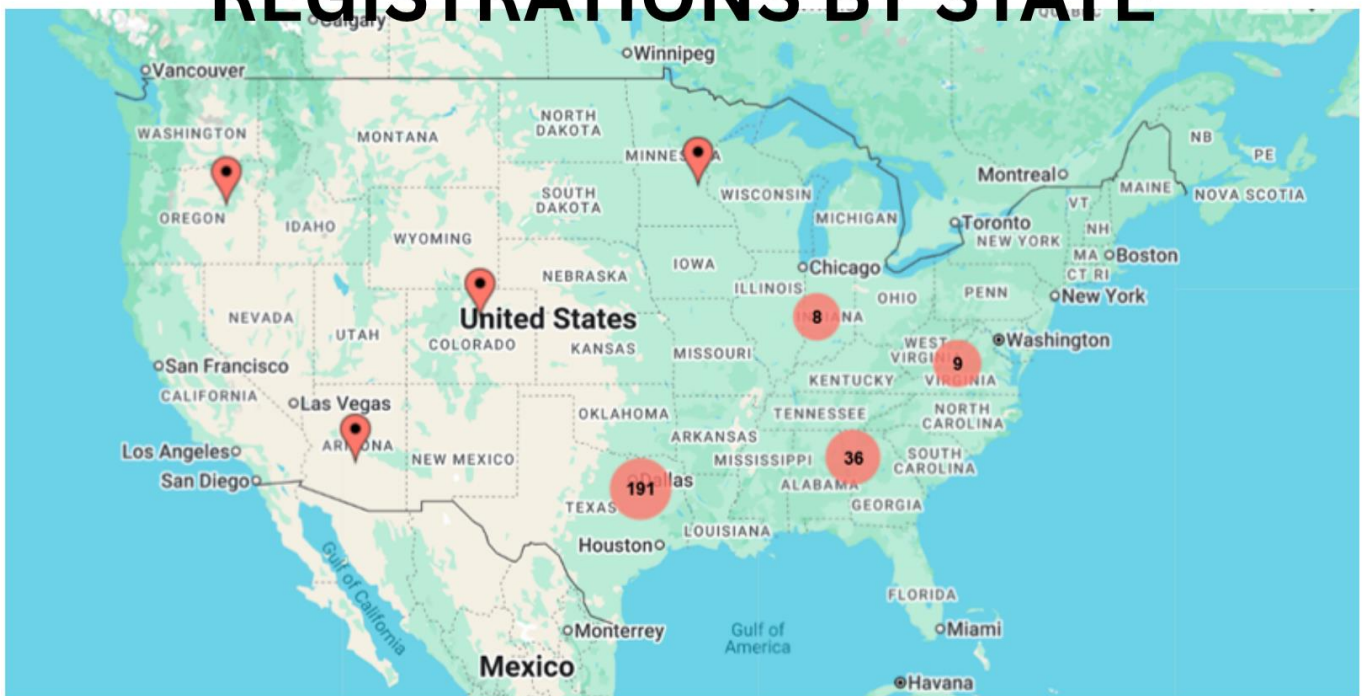 REGISTRATIONS BY STATE
Calgary
QUEBEC
Winnipeg
Vancouver
WASHINGTON
MONTANA
NORTH
DAKOTA
MINNE A
NB
PE
Montreal
MAINE
NOVA SCOTIA
OREGON
IDAHO
SOUTH
DAKOTA
WISCONSIN
MICHIGAN
VT
Toronto
NH
WYOMING
NEW YORK
MA
Boston
IOWA
Chicago
CT RI
NEBRASKA
ILLINOIS
OHIO
PENN
New York
NEVADA
United States
8
INDIANA
UTAH
COLORADO
KANSAS
MISSOURI
WEST
VIRGINIA
Washington
9
San Francisco
KENTUCKY
VIRGINIA
CALIFORNIA
Las Vegas
OKLAHOMA
TENNESSEE
NORTH
CAROLINA
ARKANSAS
Los Angeles
ARIZONA
NEW MEXICO
MISSISSIPPI
36
SOUTH
CAROLINA
San Diego
Dallas
191
ALABAMA
TEXAS
GEORGIA
LOUISIANA
Houston
Gulf of California
FLORIDA
Monterrey
Gulf of
America
Miami
Mexico
Havana